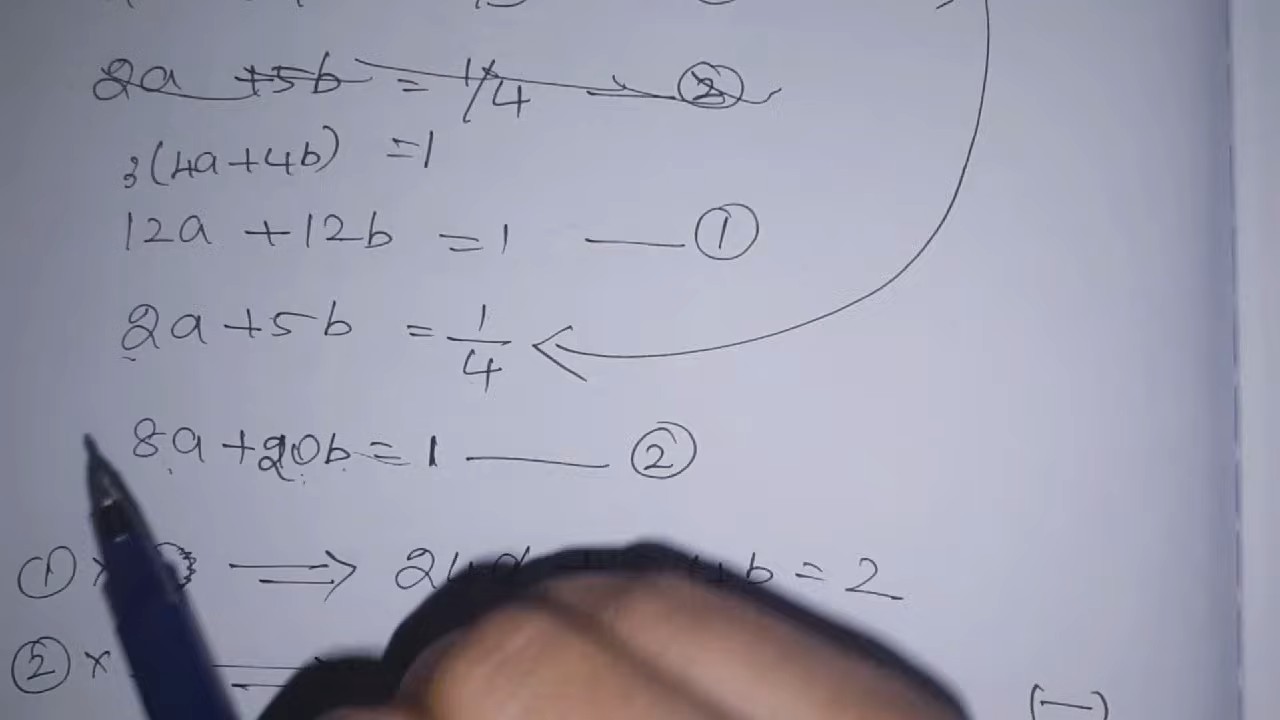 2a +5b = 1/4 — ②
3(4a+4b) =1
12a +12b =1 — ①
2a+5b = 1/4
8a+20b=1 — ②
① × ⟹ 24a + b = 2
② ×
(—)